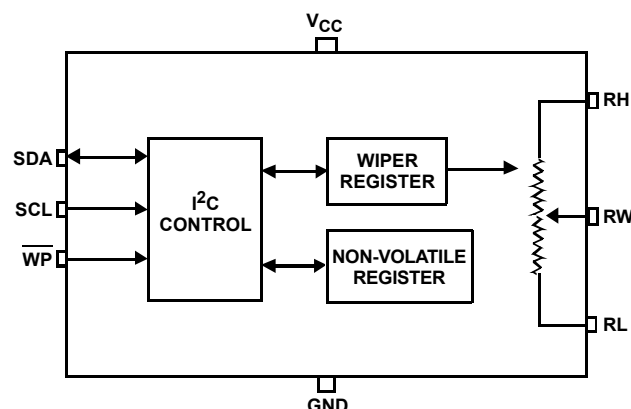 VCC
RH
SDA
I²C
CONTROL
WIPER
REGISTER
SCL
RW
WP
NON-VOLATILE
REGISTER
RL
GND